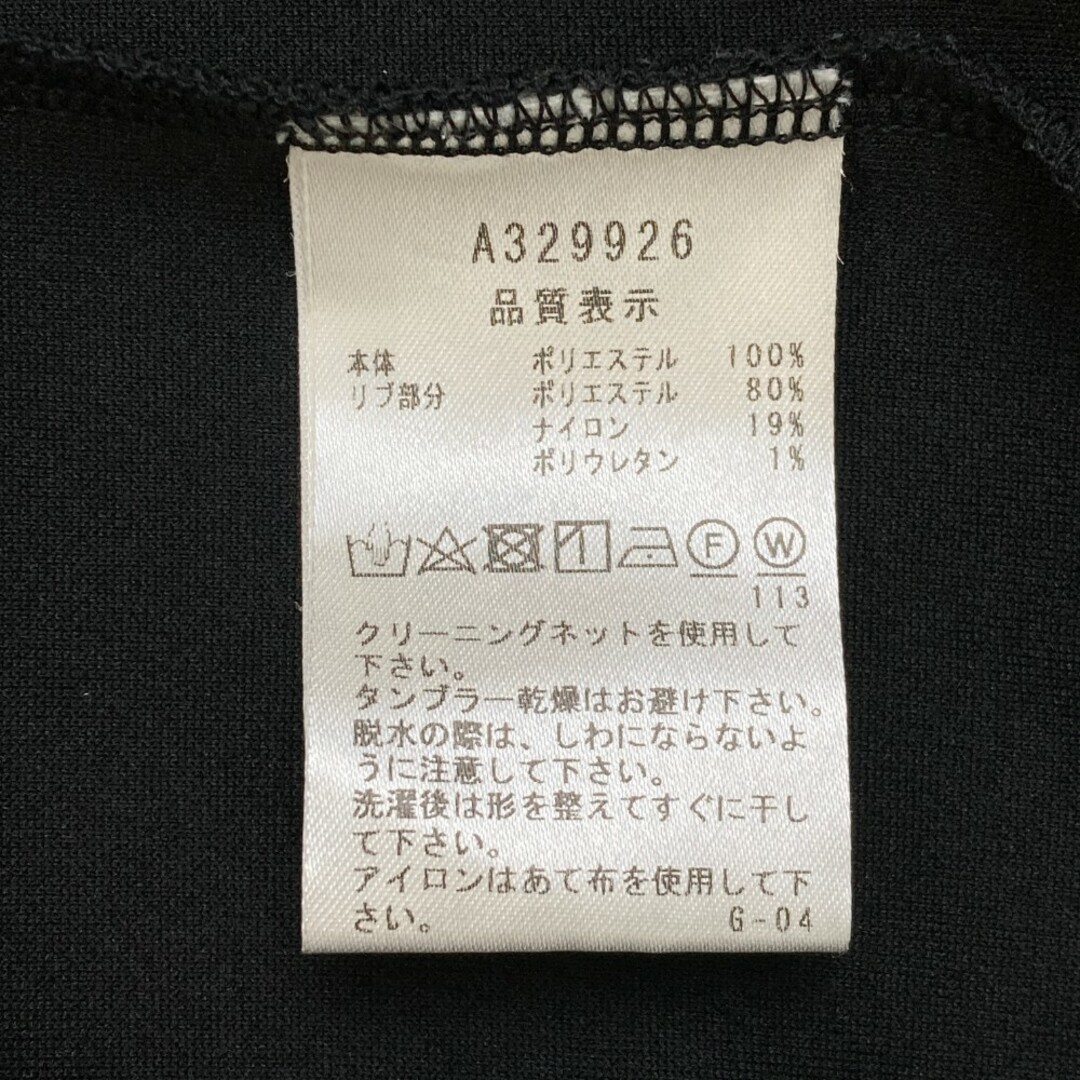 A329926
品質表示
本体 ポリエステル 100%
リブ部分 ポリエステル 80%
ナイロン 19%
ポリウレタン 1%
F W
113
クリーニングネットを使用して
下さい。
タンブラー乾燥はお避け下さい。
脱水の際は、しわにならないよ
うに注意して下さい。
洗濯後は形を整えてすぐに干し
て下さい。
アイロンはあて布を使用して下
さい。 G-04